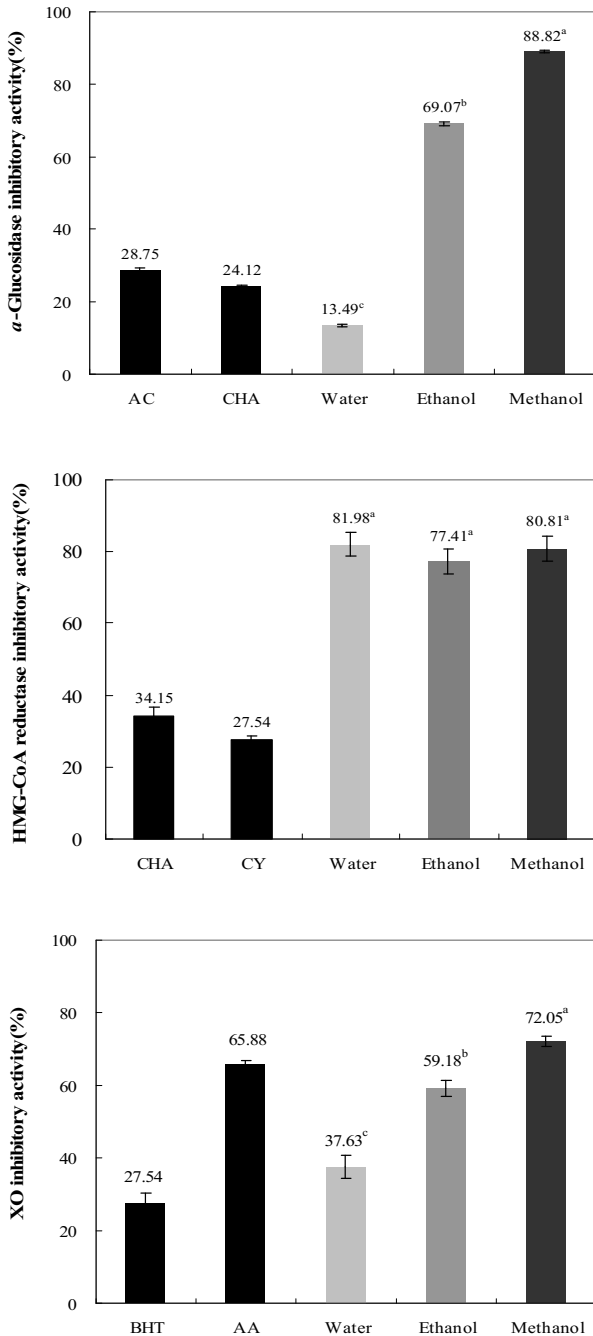 α-Glucosidase inhibitory activity(%)
100
80
60
40
20
0
28.75
24.12
13.49ᶜ
69.07ᵇ
88.82ᵃ
AC CHA Water Ethanol Methanol
HMG-CoA reductase inhibitory activity(%)
100
80
60
40
20
0
34.15
27.54
81.98ᵃ
77.41ᵃ
80.81ᵃ
CHA CY Water Ethanol Methanol
XO inhibitory activity(%)
100
80
60
40
20
0
27.54
65.88
37.63ᶜ
59.18ᵇ
72.05ᵃ
BHT AA Water Ethanol Methanol